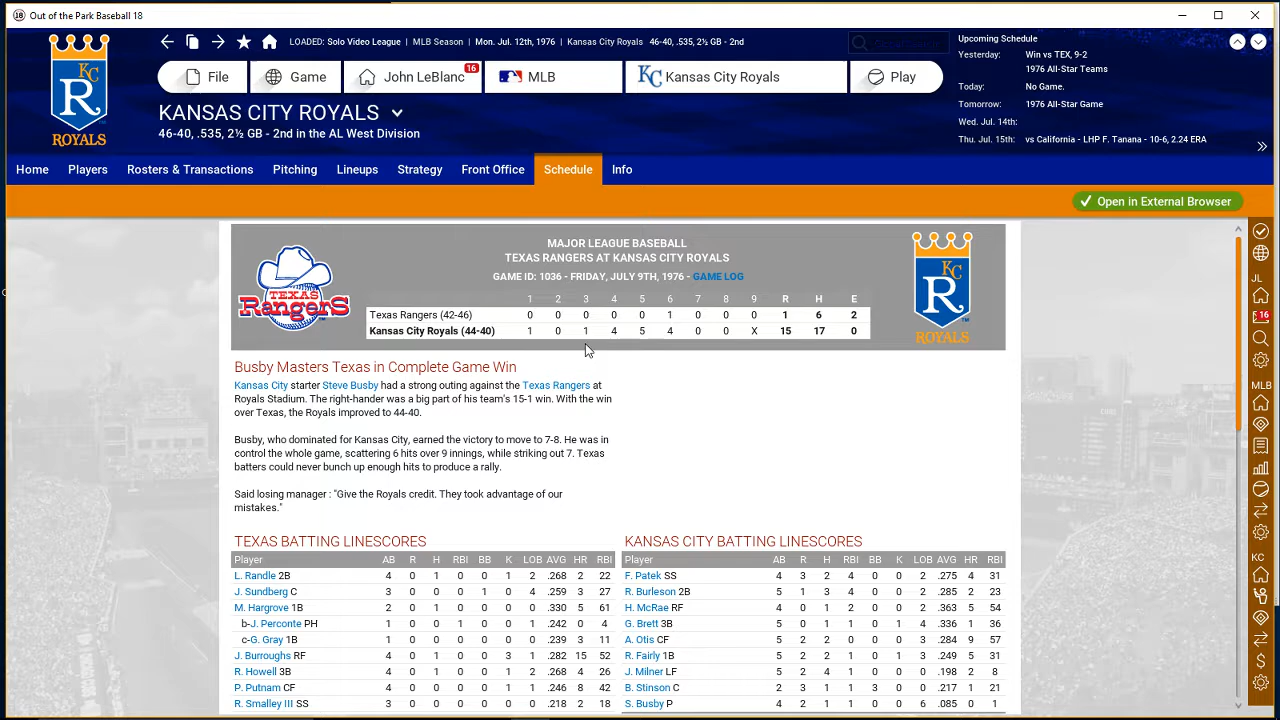 Out of the Park Baseball 18
LOADED: Solo Video League | MLB Season | Mon. Jul. 12th, 1976 | Kansas City Royals 46-40, .535, 2½ GB - 2nd
Upcoming Schedule
Yesterday: Win vs TEX, 9-2
1976 All-Star Teams
Today: No Game.
Tomorrow: 1976 All-Star Game
Wed. Jul. 14th:
Thu. Jul. 15th: vs California - LHP F. Tanana - 10-6, 2.24 ERA
File Game John LeBlanc 16 MLB Kansas City Royals Play
KC ROYALS
KANSAS CITY ROYALS
46-40, .535, 2½ GB - 2nd in the AL West Division
Home Players Rosters & Transactions Pitching Lineups Strategy Front Office Schedule Info
Open in External Browser
MAJOR LEAGUE BASEBALL
TEXAS RANGERS AT KANSAS CITY ROYALS
GAME ID: 1036 - FRIDAY, JULY 9TH, 1976 - GAME LOG
TEXAS RANGERS
1 2 3 4 5 6 7 8 9 R H E
Texas Rangers (42-46) 0 0 0 0 0 1 0 0 0 1 6 2
Kansas City Royals (44-40) 1 0 1 4 5 4 0 0 X 15 17 0
KC ROYALS
Busby Masters Texas in Complete Game Win
Kansas City starter Steve Busby had a strong outing against the Texas Rangers at
Royals Stadium. The right-hander was a big part of his team's 15-1 win. With the win
over Texas, the Royals improved to 44-40.
Busby, who dominated for Kansas City, earned the victory to move to 7-8. He was in
control the whole game, scattering 6 hits over 9 innings, while striking out 7. Texas
batters could never bunch up enough hits to produce a rally.
Said losing manager : "Give the Royals credit. They took advantage of our
mistakes."
TEXAS BATTING LINESCORES
Player AB R H RBI BB K LOB AVG HR RBI
L. Randle 2B 4 0 1 0 0 1 2 .268 2 22
J. Sundberg C 3 0 0 0 1 0 4 .259 3 27
M. Hargrove 1B 2 0 1 0 0 0 0 .330 5 61
b-J. Perconte PH 1 0 0 1 0 0 0 .242 0 4
c-G. Gray 1B 1 0 0 0 0 0 0 .239 3 11
J. Burroughs RF 4 0 1 0 0 3 1 .282 15 52
R. Howell 3B 4 0 1 0 0 1 2 .268 4 26
P. Putnam CF 4 0 0 0 0 1 1 .246 8 42
R. Smalley III SS 3 0 0 0 0 0 0 .218 2 18
KANSAS CITY BATTING LINESCORES
Player AB R H RBI BB K LOB AVG HR RBI
F. Patek SS 4 3 2 4 0 0 2 .275 4 31
R. Burleson 2B 5 1 3 4 0 0 2 .285 2 23
H. McRae RF 4 0 1 2 0 0 2 .363 5 54
G. Brett 3B 5 0 1 1 0 1 4 .336 1 36
A. Otis CF 5 2 2 0 0 0 3 .284 9 57
R. Fairly 1B 5 2 2 1 0 1 3 .249 5 31
J. Milner LF 5 2 4 1 0 0 0 .198 2 8
B. Stinson C 2 3 1 1 3 0 0 .217 1 21
S. Busby P 4 2 1 1 0 0 6 .085 0 1
JL
16
MLB
KC